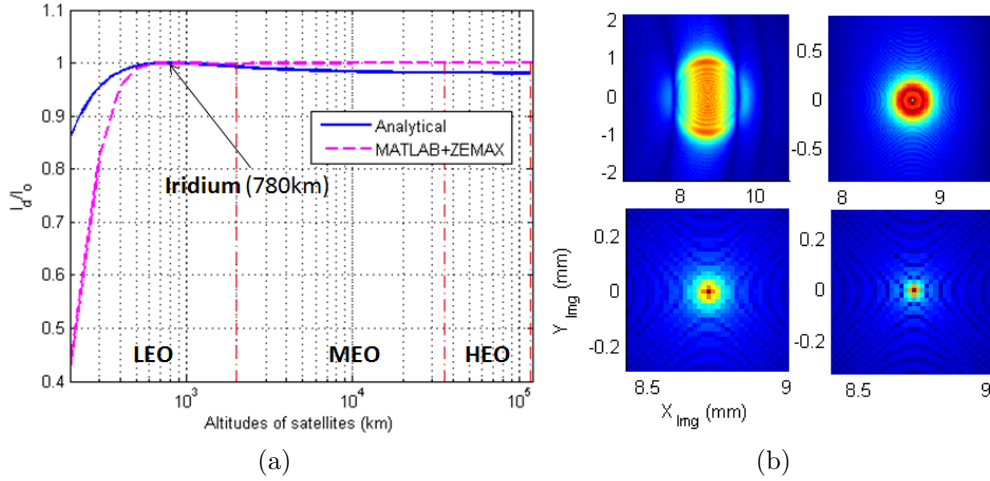 1.1
1
0.9
0.8
0.7
0.6
0.5
0.4
I_d/I_o
Analytical
MATLAB+ZEMAX
Iridium (780km)
LEO MEO HEO
10^3 10^4 10^5
Altitudes of satellites (km)
(a)
2
1
0
-1
-2
8 10
0.5
0
-0.5
8 9
0.2
0
-0.2
8.5 9
0.2
0
-0.2
8.5 9
Y_Img (mm)
X_Img (mm)
(b)